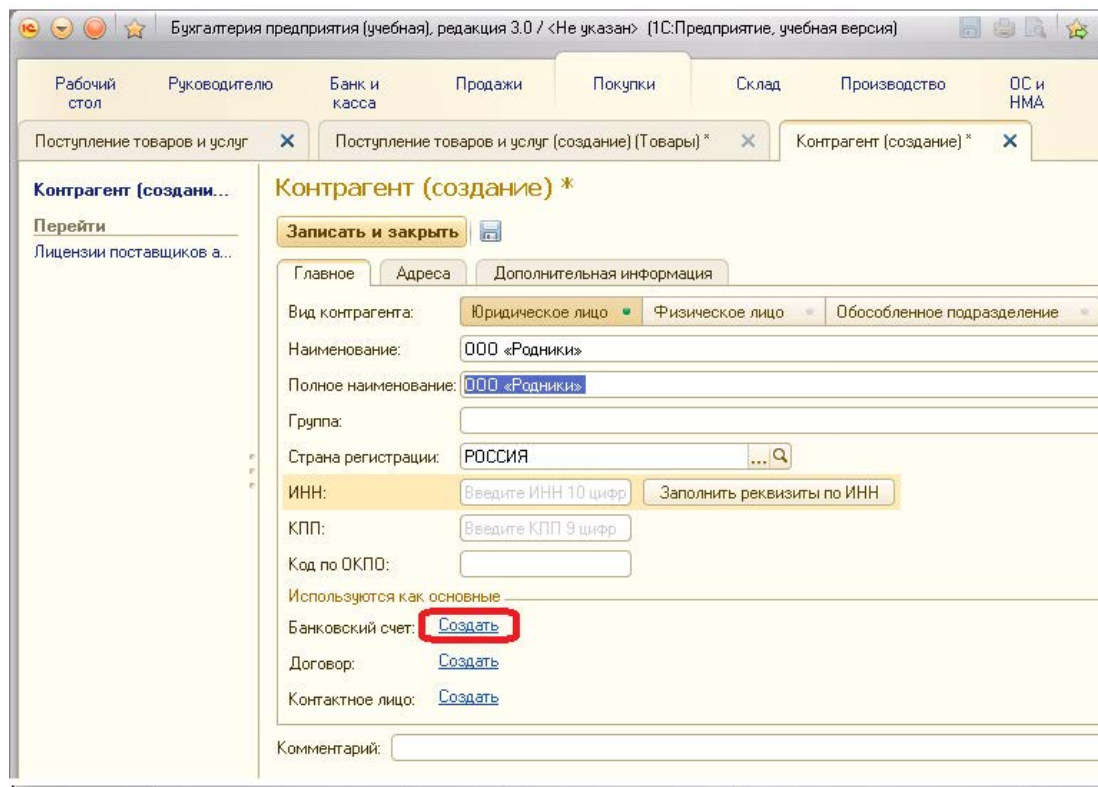 Бухгалтерия предприятия (учебная), редакция 3.0 / <Не указан> (1С:Предприятие, учебная версия)
Рабочий стол Руководителю Банк и касса Продажи Покупки Склад Производство ОС и НМА
Поступление товаров и услуг Поступление товаров и услуг (создание) (Товары) * Контрагент (создание) *
Контрагент (создани...
Перейти
Лицензии поставщиков а...
Контрагент (создание) *
Записать и закрыть
Главное Адреса Дополнительная информация
Вид контрагента: Юридическое лицо Физическое лицо Обособленное подразделение
Наименование: ООО «Родники»
Полное наименование: ООО «Родники»
Группа:
Страна регистрации: РОССИЯ ...
ИНН: Введите ИНН 10 цифр Заполнить реквизиты по ИНН
КПП: Введите КПП 9 цифр
Код по ОКПО:
Используются как основные
Банковский счет: Создать
Договор: Создать
Контактное лицо: Создать
Комментарий: